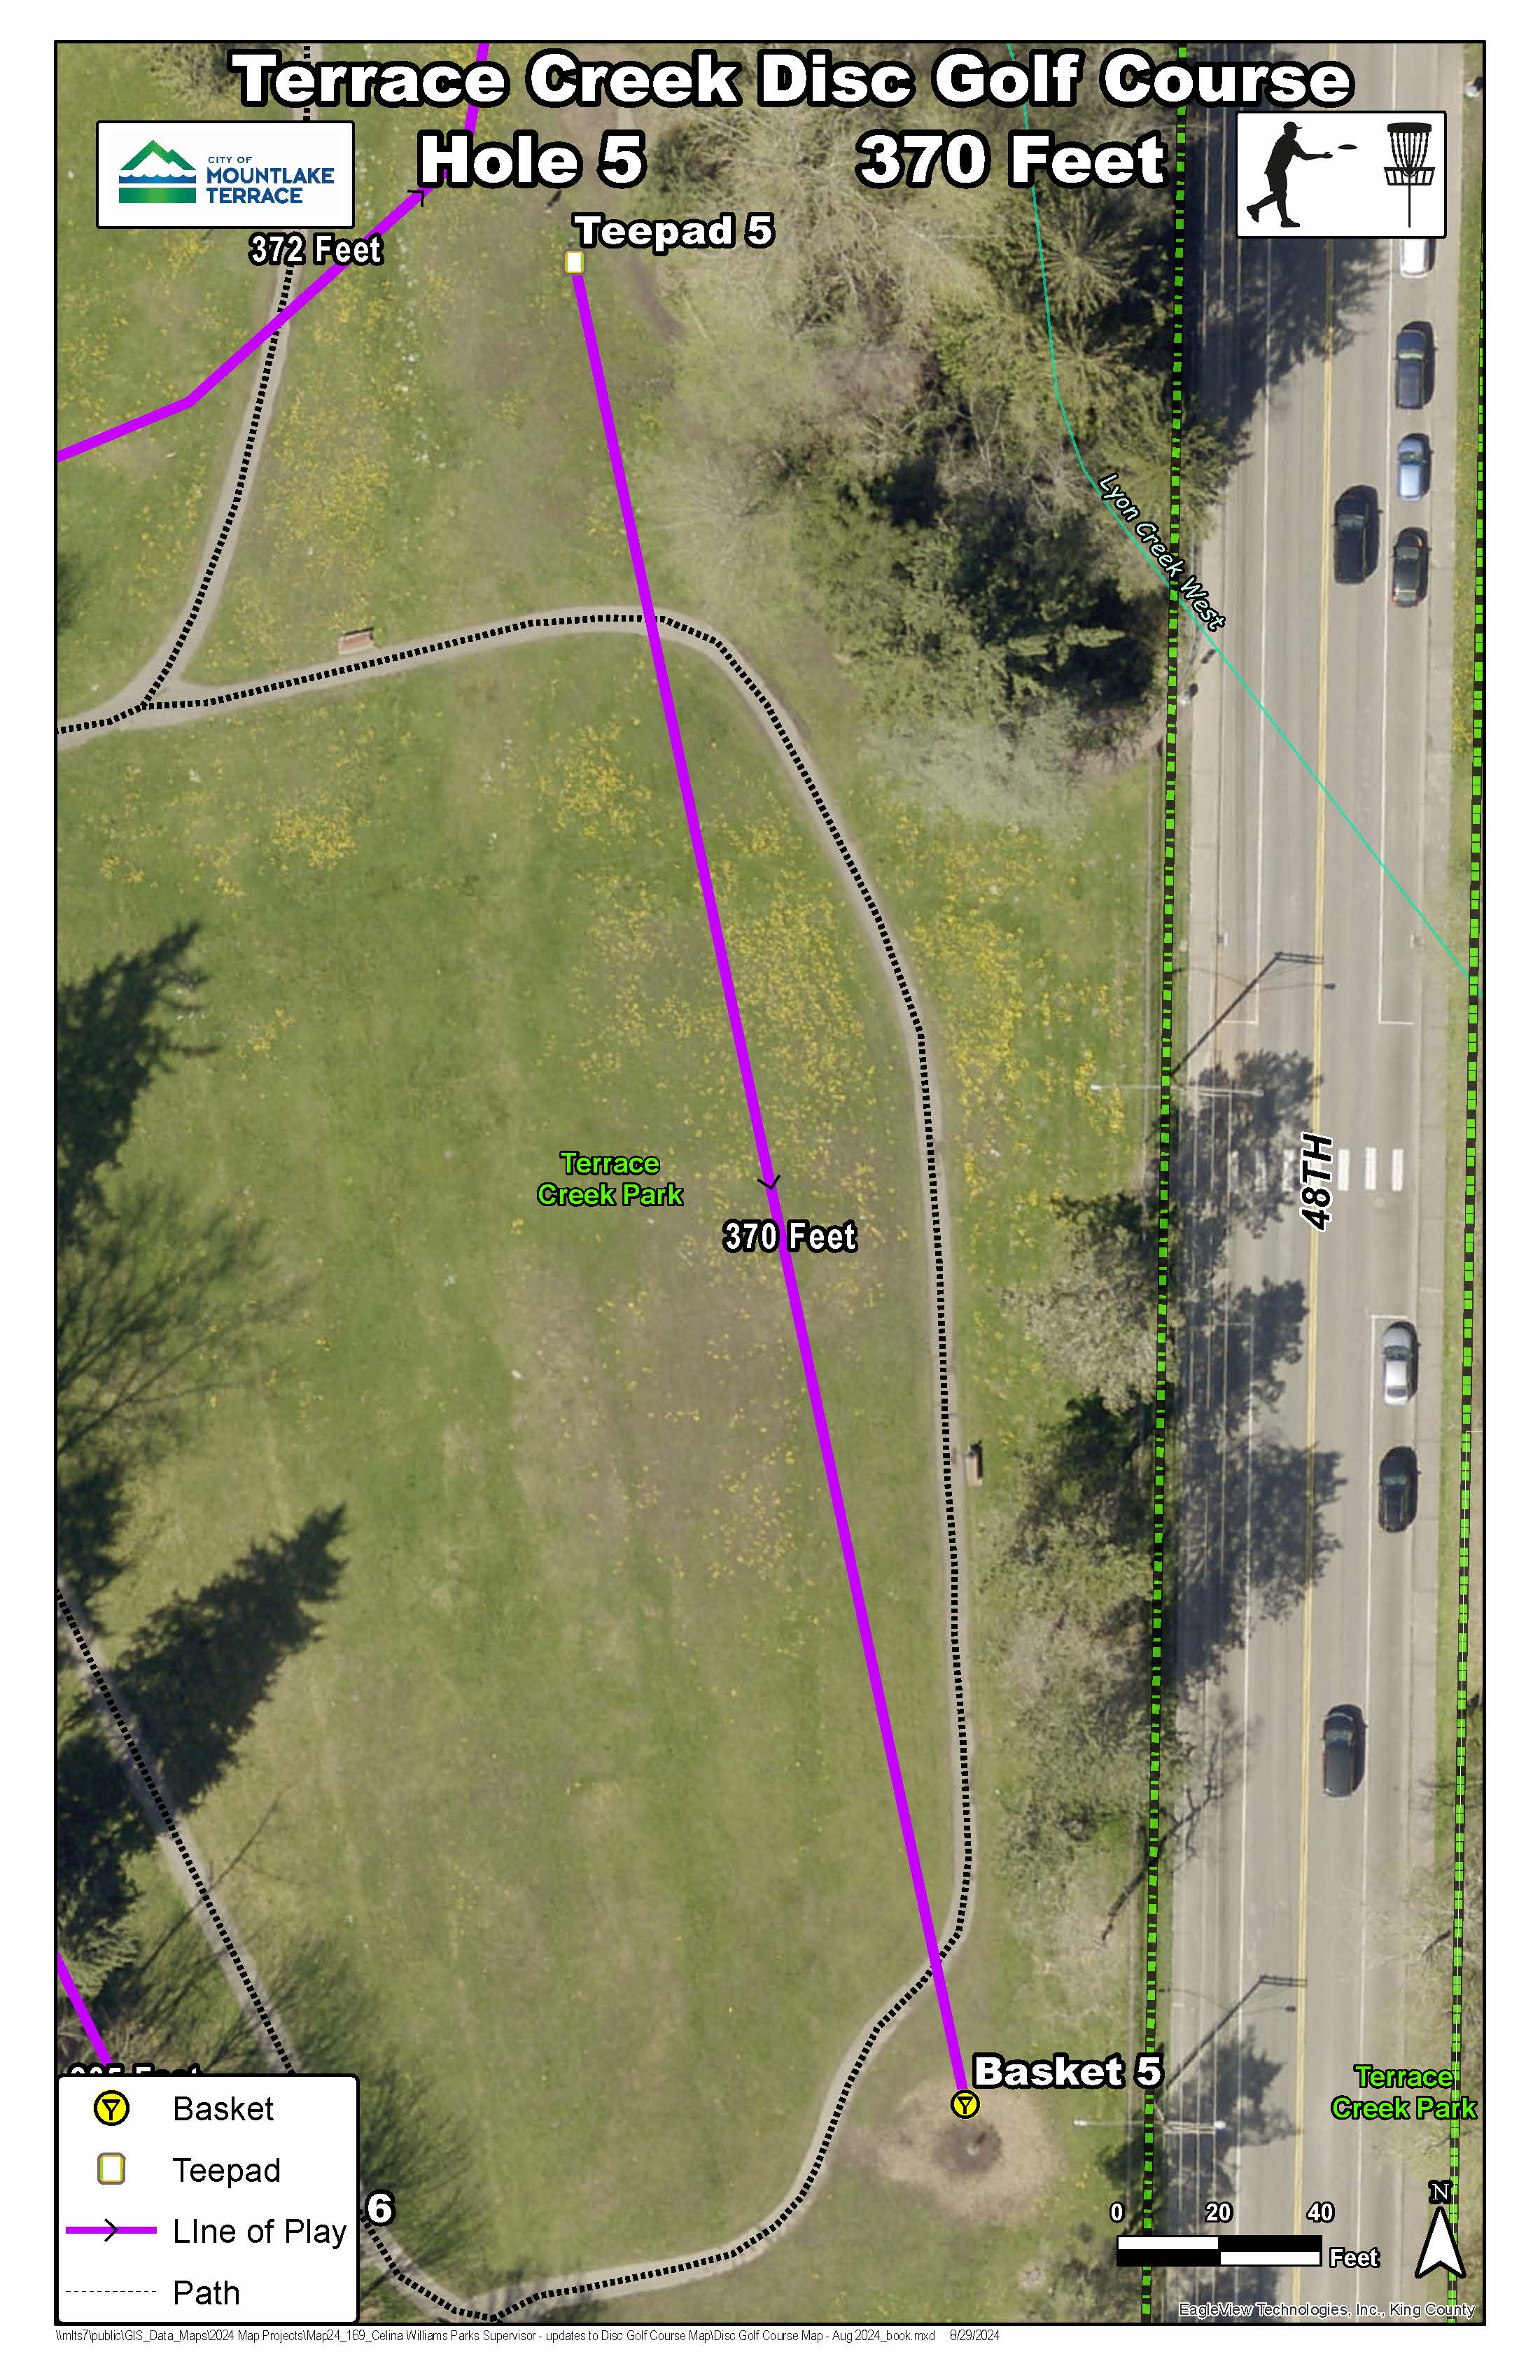 Terrace Creek Disc Golf Course
CITY OF
MOUNTLAKE
TERRACE
Hole 5
370 Feet
Teepad 5
372 Feet
Lyon Creek West
Terrace
Creek Park
370 Feet
48TH
Basket 5
Terrace
Creek Park
Feet
Basket
Teepad
LIne of Play
Path
6
0 20 40
Feet
N
EagleView Technologies, Inc., King County
\\mlts7\public\GIS_Data_Maps\2024 Map Projects\Map24_169_Celina Williams Parks Supervisor - updates to Disc Golf Course Map\Disc Golf Course Map - Aug 2024_book.mxd 8/29/2024